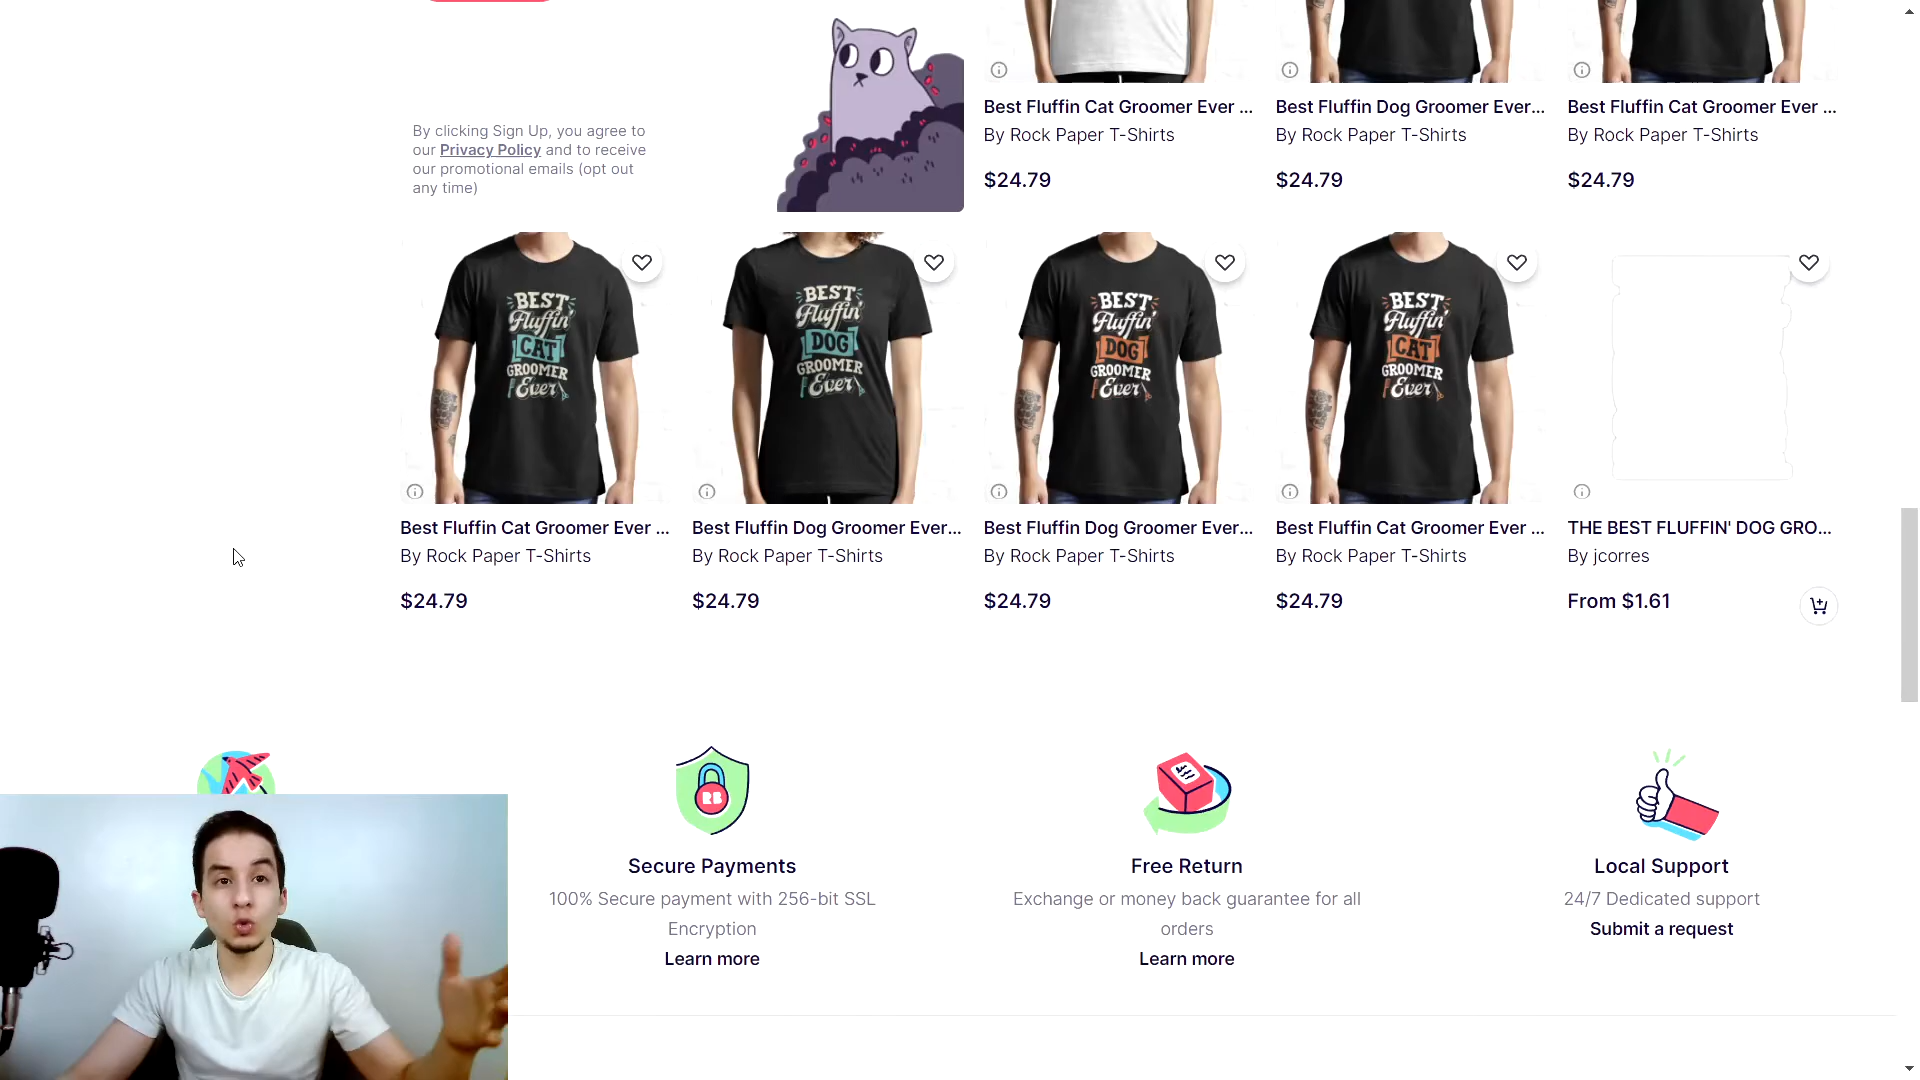 Best Fluffin Cat Groomer Ever ...
By Rock Paper T-Shirts
$24.79
Best Fluffin Dog Groomer Ever...
By Rock Paper T-Shirts
$24.79
Best Fluffin Cat Groomer Ever ...
By Rock Paper T-Shirts
$24.79
By clicking Sign Up, you agree to
our Privacy Policy and to receive
our promotional emails (opt out
any time)
BEST
Fluffin'
CAT
GROOMER
Ever
Best Fluffin Cat Groomer Ever ...
By Rock Paper T-Shirts
$24.79
BEST
Fluffin'
DOG
GROOMER
Ever
Best Fluffin Dog Groomer Ever...
By Rock Paper T-Shirts
$24.79
BEST
Fluffin'
DOG
GROOMER
Ever
Best Fluffin Dog Groomer Ever...
By Rock Paper T-Shirts
$24.79
BEST
Fluffin'
CAT
GROOMER
Ever
Best Fluffin Cat Groomer Ever ...
By Rock Paper T-Shirts
$24.79
THE BEST FLUFFIN' DOG GRO...
By jcorres
From $1.61
RB
Secure Payments
100% Secure payment with 256-bit SSL
Encryption
Learn more
Free Return
Exchange or money back guarantee for all
orders
Learn more
Local Support
24/7 Dedicated support
Submit a request